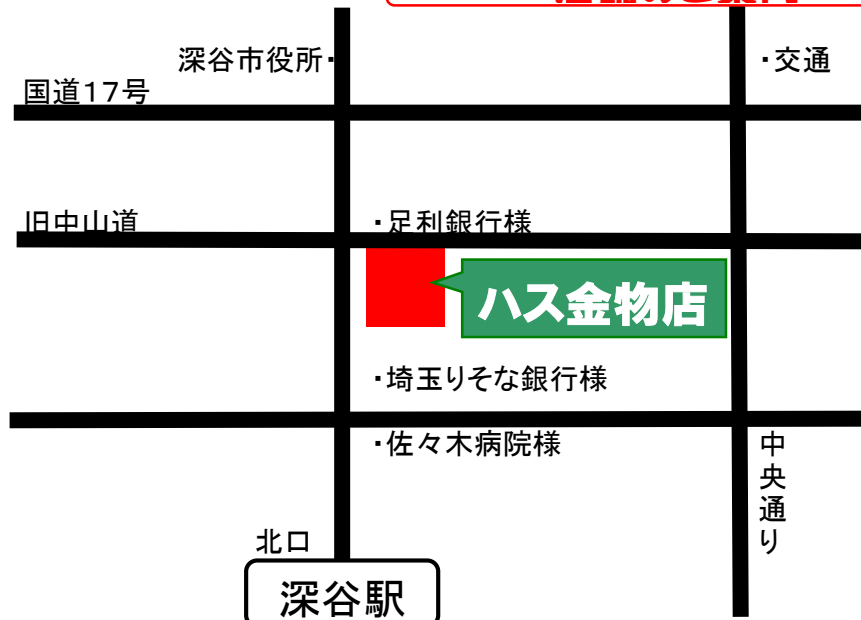 深谷市役所・
・交通
国道17号
旧中山道
・足利銀行様
ハス金物店
・埼玉りそな銀行様
・佐々木病院様
中央通り
北口
深谷駅